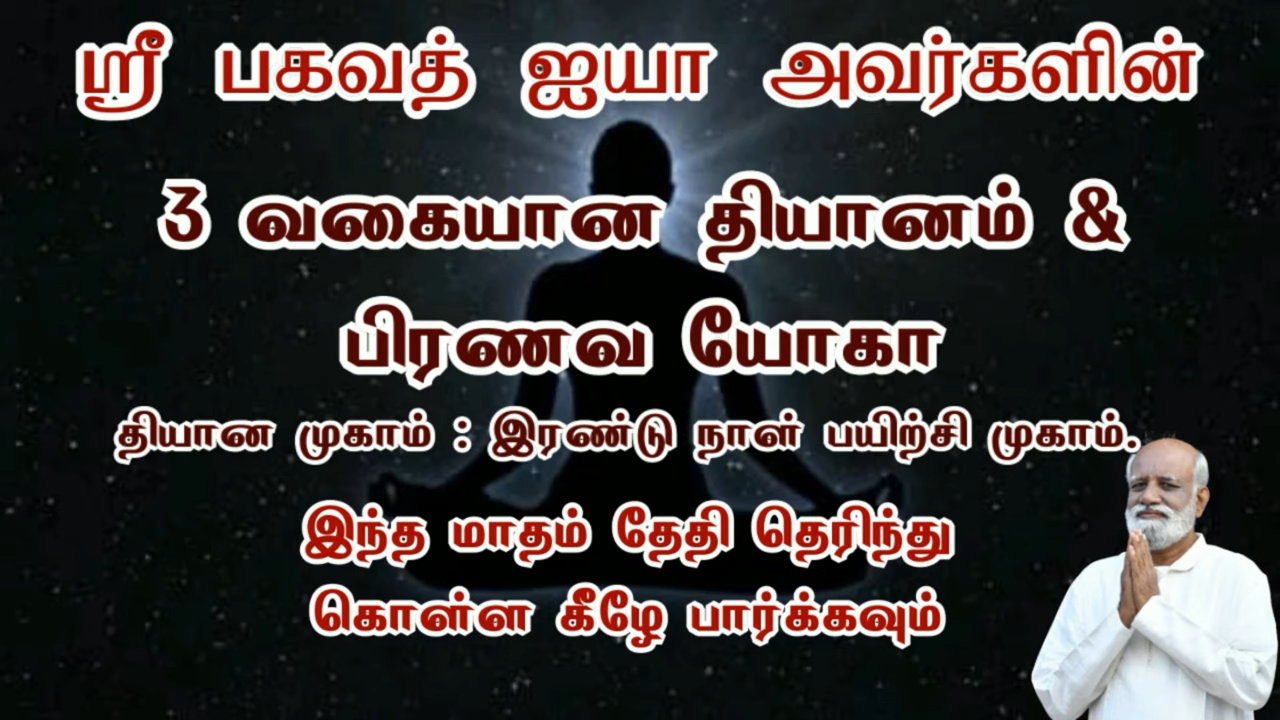 ஸ்ரீ பகவத் ஐயா அவர்களின்
3 வகையான தியானம் &
பிரணவ யோகா
தியான முகாம் : இரண்டு நாள் பயிற்சி முகாம்.
இந்த மாதம் தேதி தெரிந்து
கொள்ள கீழே பார்க்கவும்